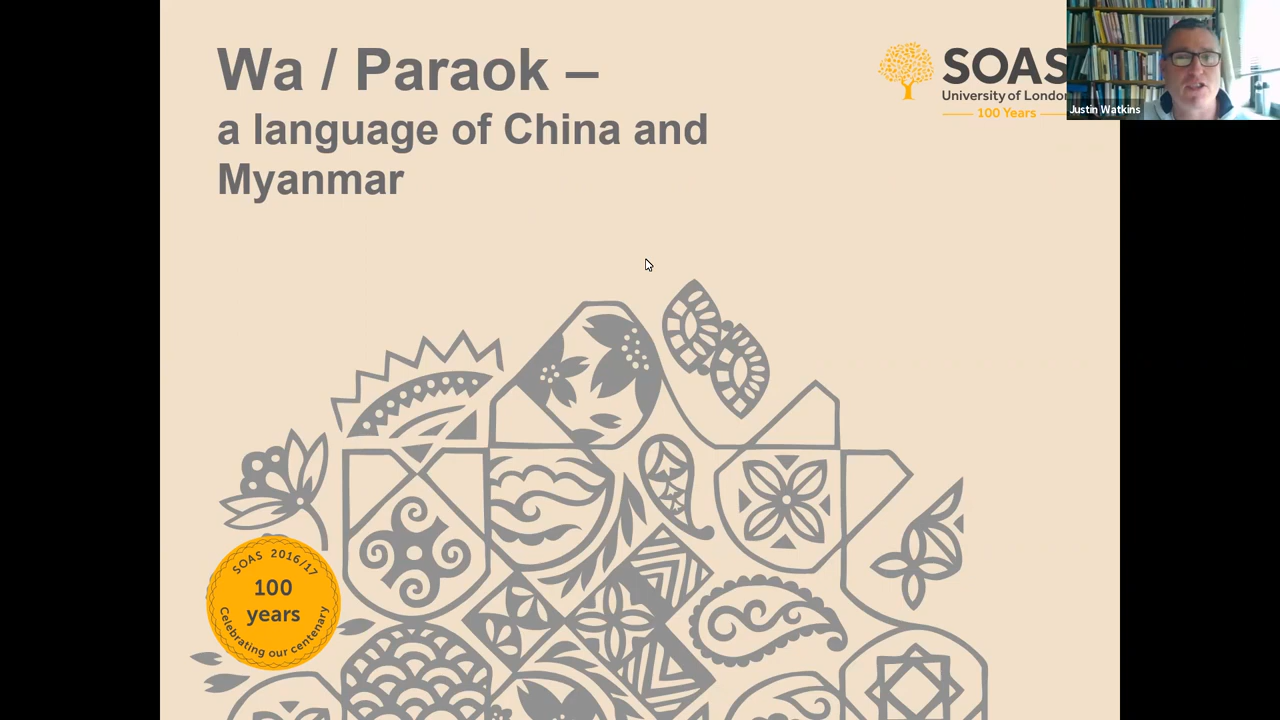 Wa / Paraok –
a language of China and
Myanmar
SOAS
University of London
100 Years
Justin Watkins
SOAS 2016/17
100
years
Celebrating our centenary